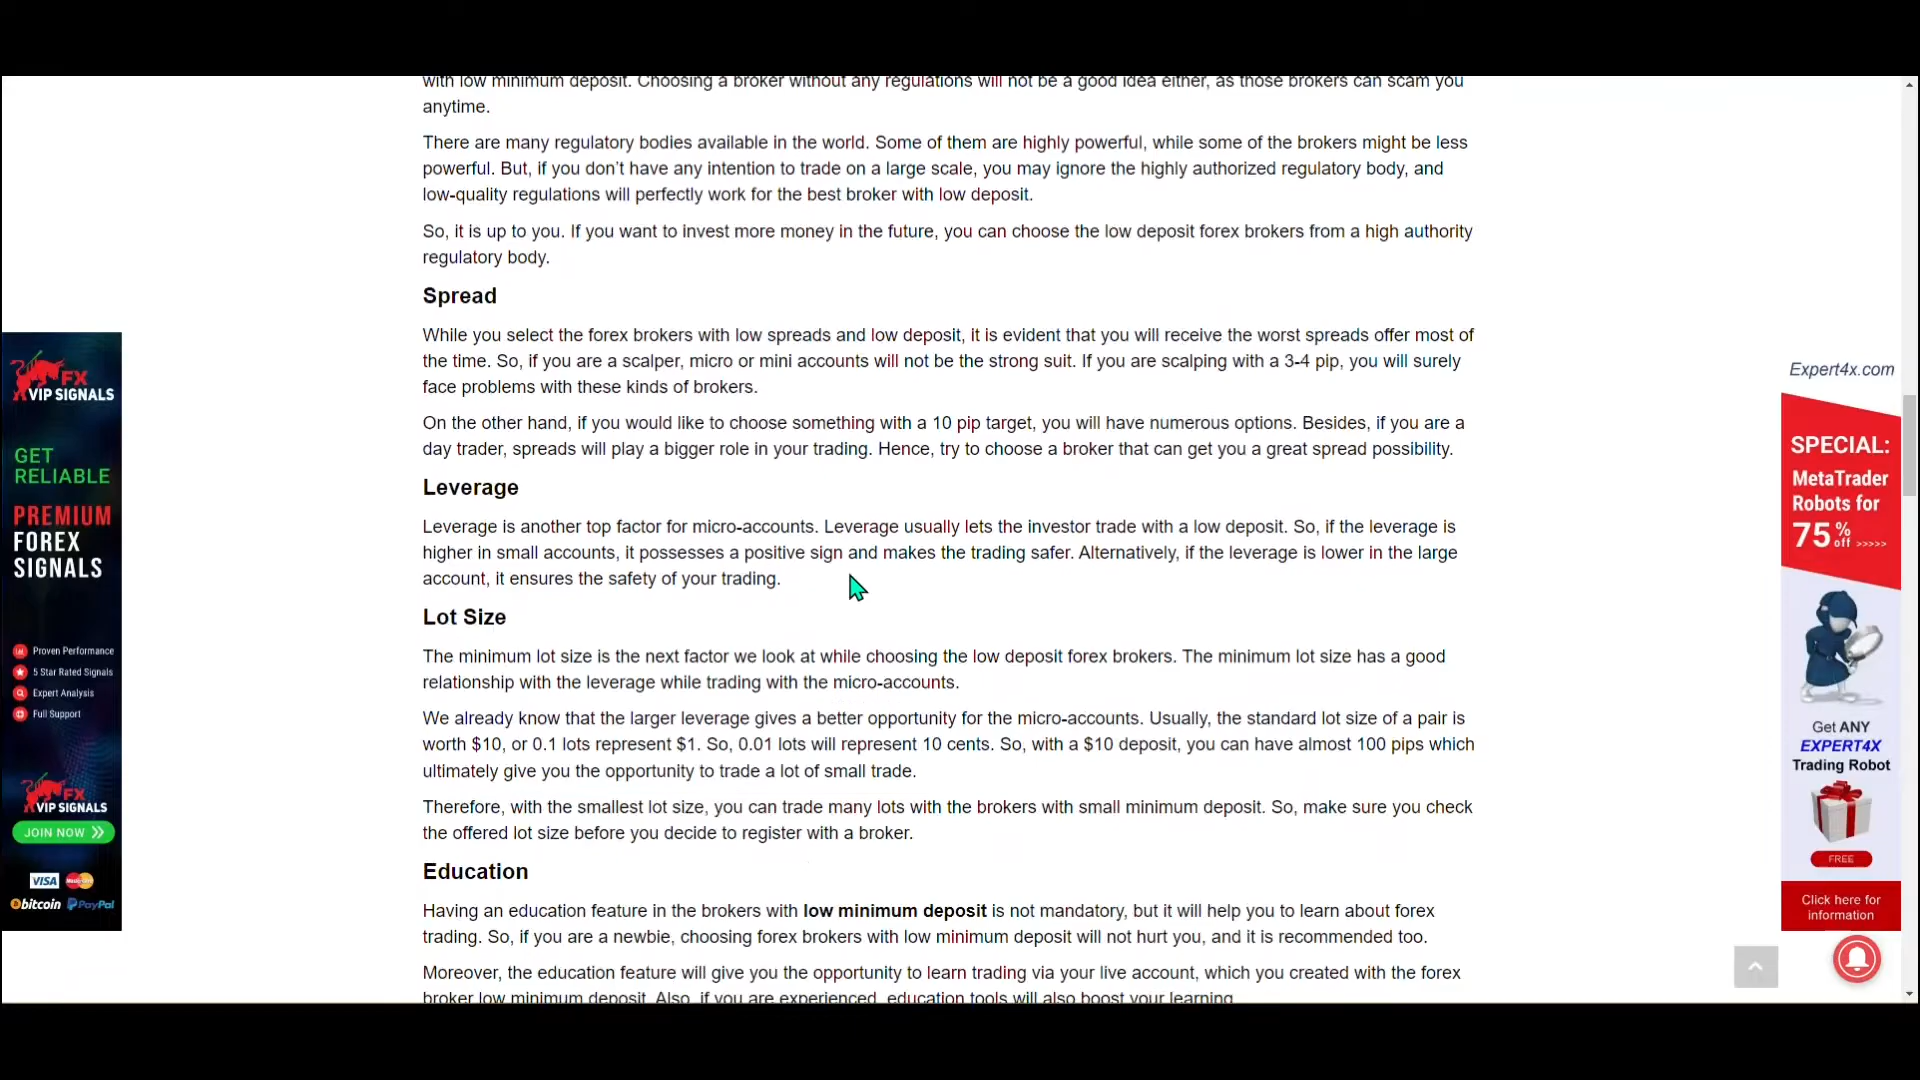 with low minimum deposit. Choosing a broker without any regulations will not be a good idea either, as those brokers can scam you
anytime.
There are many regulatory bodies available in the world. Some of them are highly powerful, while some of the brokers might be less
powerful. But, if you don’t have any intention to trade on a large scale, you may ignore the highly authorized regulatory body, and
low-quality regulations will perfectly work for the best broker with low deposit.
So, it is up to you. If you want to invest more money in the future, you can choose the low deposit forex brokers from a high authority
regulatory body.
Spread
While you select the forex brokers with low spreads and low deposit, it is evident that you will receive the worst spreads offer most of
the time. So, if you are a scalper, micro or mini accounts will not be the strong suit. If you are scalping with a 3-4 pip, you will surely
face problems with these kinds of brokers.
On the other hand, if you would like to choose something with a 10 pip target, you will have numerous options. Besides, if you are a
day trader, spreads will play a bigger role in your trading. Hence, try to choose a broker that can get you a great spread possibility.
Leverage
Leverage is another top factor for micro-accounts. Leverage usually lets the investor trade with a low deposit. So, if the leverage is
higher in small accounts, it possesses a positive sign and makes the trading safer. Alternatively, if the leverage is lower in the large
account, it ensures the safety of your trading.
Lot Size
The minimum lot size is the next factor we look at while choosing the low deposit forex brokers. The minimum lot size has a good
relationship with the leverage while trading with the micro-accounts.
We already know that the larger leverage gives a better opportunity for the micro-accounts. Usually, the standard lot size of a pair is
worth $10, or 0.1 lots represent $1. So, 0.01 lots will represent 10 cents. So, with a $10 deposit, you can have almost 100 pips which
ultimately give you the opportunity to trade a lot of small trade.
Therefore, with the smallest lot size, you can trade many lots with the brokers with small minimum deposit. So, make sure you check
the offered lot size before you decide to register with a broker.
Education
Having an education feature in the brokers with low minimum deposit is not mandatory, but it will help you to learn about forex
trading. So, if you are a newbie, choosing forex brokers with low minimum deposit will not hurt you, and it is recommended too.
Moreover, the education feature will give you the opportunity to learn trading via your live account, which you created with the forex
broker low minimum deposit. Also, if you are experienced, education tools will also boost your learning.
FX
VIP SIGNALS
GET
RELIABLE
PREMIUM
FOREX
SIGNALS
Proven Performance
5 Star Rated Signals
Expert Analysis
Full Support
FX
VIP SIGNALS
JOIN NOW
VISA MasterCard
bitcoin PayPal
Expert4x.com
SPECIAL:
MetaTrader
Robots for
75% off >>>>>
Get ANY
EXPERT4X
Trading Robot
FREE
Click here for
information